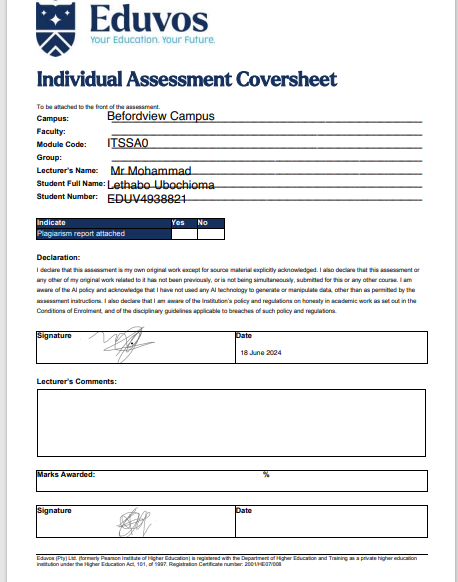 Eduvos
Your Education. Your Future.
Individual Assessment Coversheet
To be attached to the front of the assessment.
Campus: Befordview Campus
Faculty:
Module Code: ITSSA0
Group:
Lecturer's Name: Mr Mohammad
Student Full Name: Lethabo Ubochioma
Student Number: EDUV4938821
Indicate Yes No
Plagiarism report attached
Declaration:
I declare that this assessment is my own original work except for source material explicitly acknowledged. I also declare that this assessment or
any other of my original work related to it has not been previously, or is not being simultaneously, submitted for this or any other course. I am
aware of the AI policy and acknowledge that I have not used any AI technology to generate or manipulate data, other than as permitted by the
assessment instructions. I also declare that I am aware of the Institution's policy and regulations on honesty in academic work as set out in the
Conditions of Enrolment, and of the disciplinary guidelines applicable to breaches of such policy and regulations.
Signature Date
18 June 2024
Lecturer's Comments:
Marks Awarded: %
Signature Date
Eduvos (Pty) Ltd. (formerly Pearson Institute of Higher Education) is registered with the Department of Higher Education and Training as a private higher education
institution under the Higher Education Act, 101, of 1997. Registration Certificate number: 2001/HE07/008